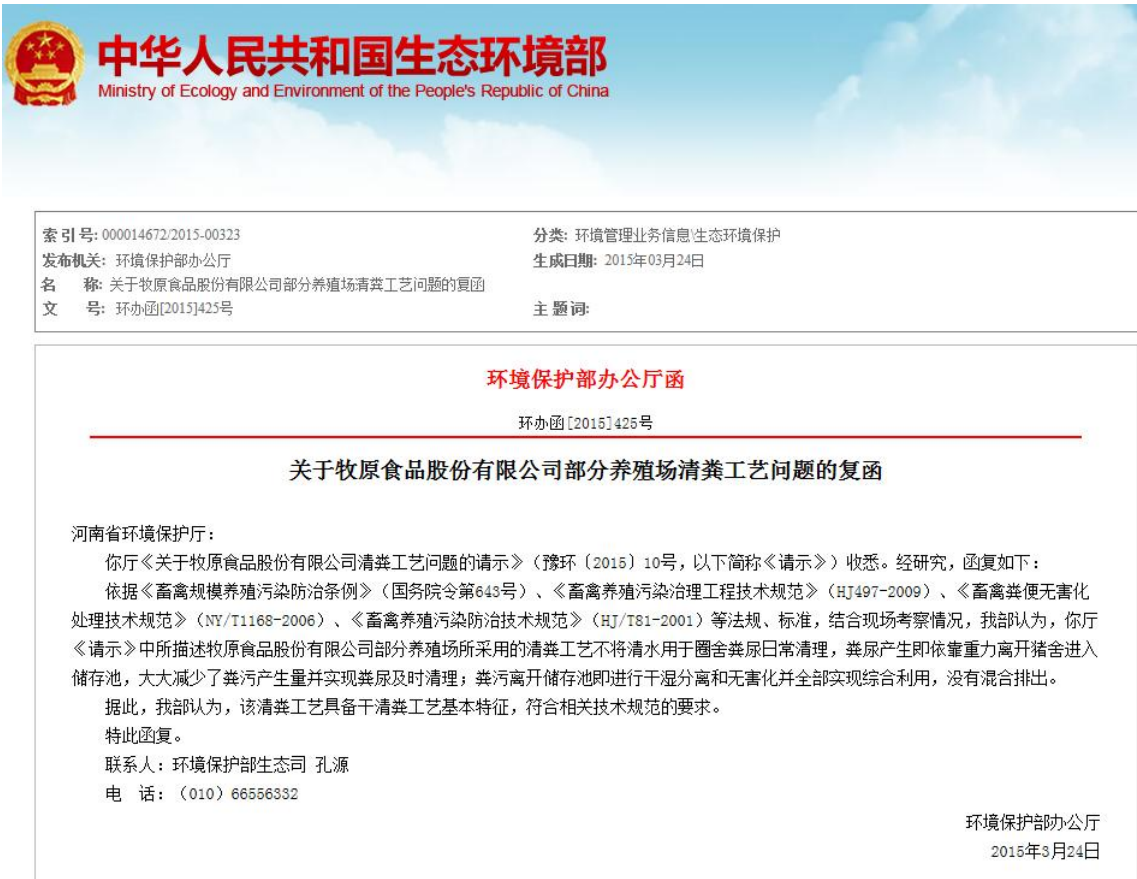 中华人民共和国生态环境部
Ministry of Ecology and Environment of the People's Republic of China
索引号: 000014672/2015-00323 分类: 环境管理业务信息\生态环境保护
发布机关: 环境保护部办公厅 生成日期: 2015年03月24日
名 称: 关于牧原食品股份有限公司部分养殖场清粪工艺问题的复函
文 号: 环办函[2015]425号 主题词:
环境保护部办公厅函
环办函[2015]425号
关于牧原食品股份有限公司部分养殖场清粪工艺问题的复函
河南省环境保护厅:
你厅《关于牧原食品股份有限公司清粪工艺问题的请示》(豫环〔2015〕10号,以下简称《请示》)收悉。经研究,函复如下:
依据《畜禽规模养殖污染防治条例》(国务院令第643号)、《畜禽养殖污染治理工程技术规范》(HJ497-2009)、《畜禽粪便无害化
处理技术规范》(NY/T1168-2006)、《畜禽养殖污染防治技术规范》(HJ/T81-2001)等法规、标准,结合现场考察情况,我部认为,你厅
《请示》中所描述牧原食品股份有限公司部分养殖场所采用的清粪工艺不将清水用于圈舍粪尿日常清理,粪尿产生即依靠重力离开猪舍进入
储存池,大大减少了粪污产生量并实现粪尿及时清理;粪污离开储存池即进行干湿分离和无害化并全部实现综合利用,没有混合排出。
据此,我部认为,该清粪工艺具备干清粪工艺基本特征,符合相关技术规范的要求。
特此函复。
联系人:环境保护部生态司 孔源
电 话:(010)66556332
环境保护部办公厅
2015年3月24日